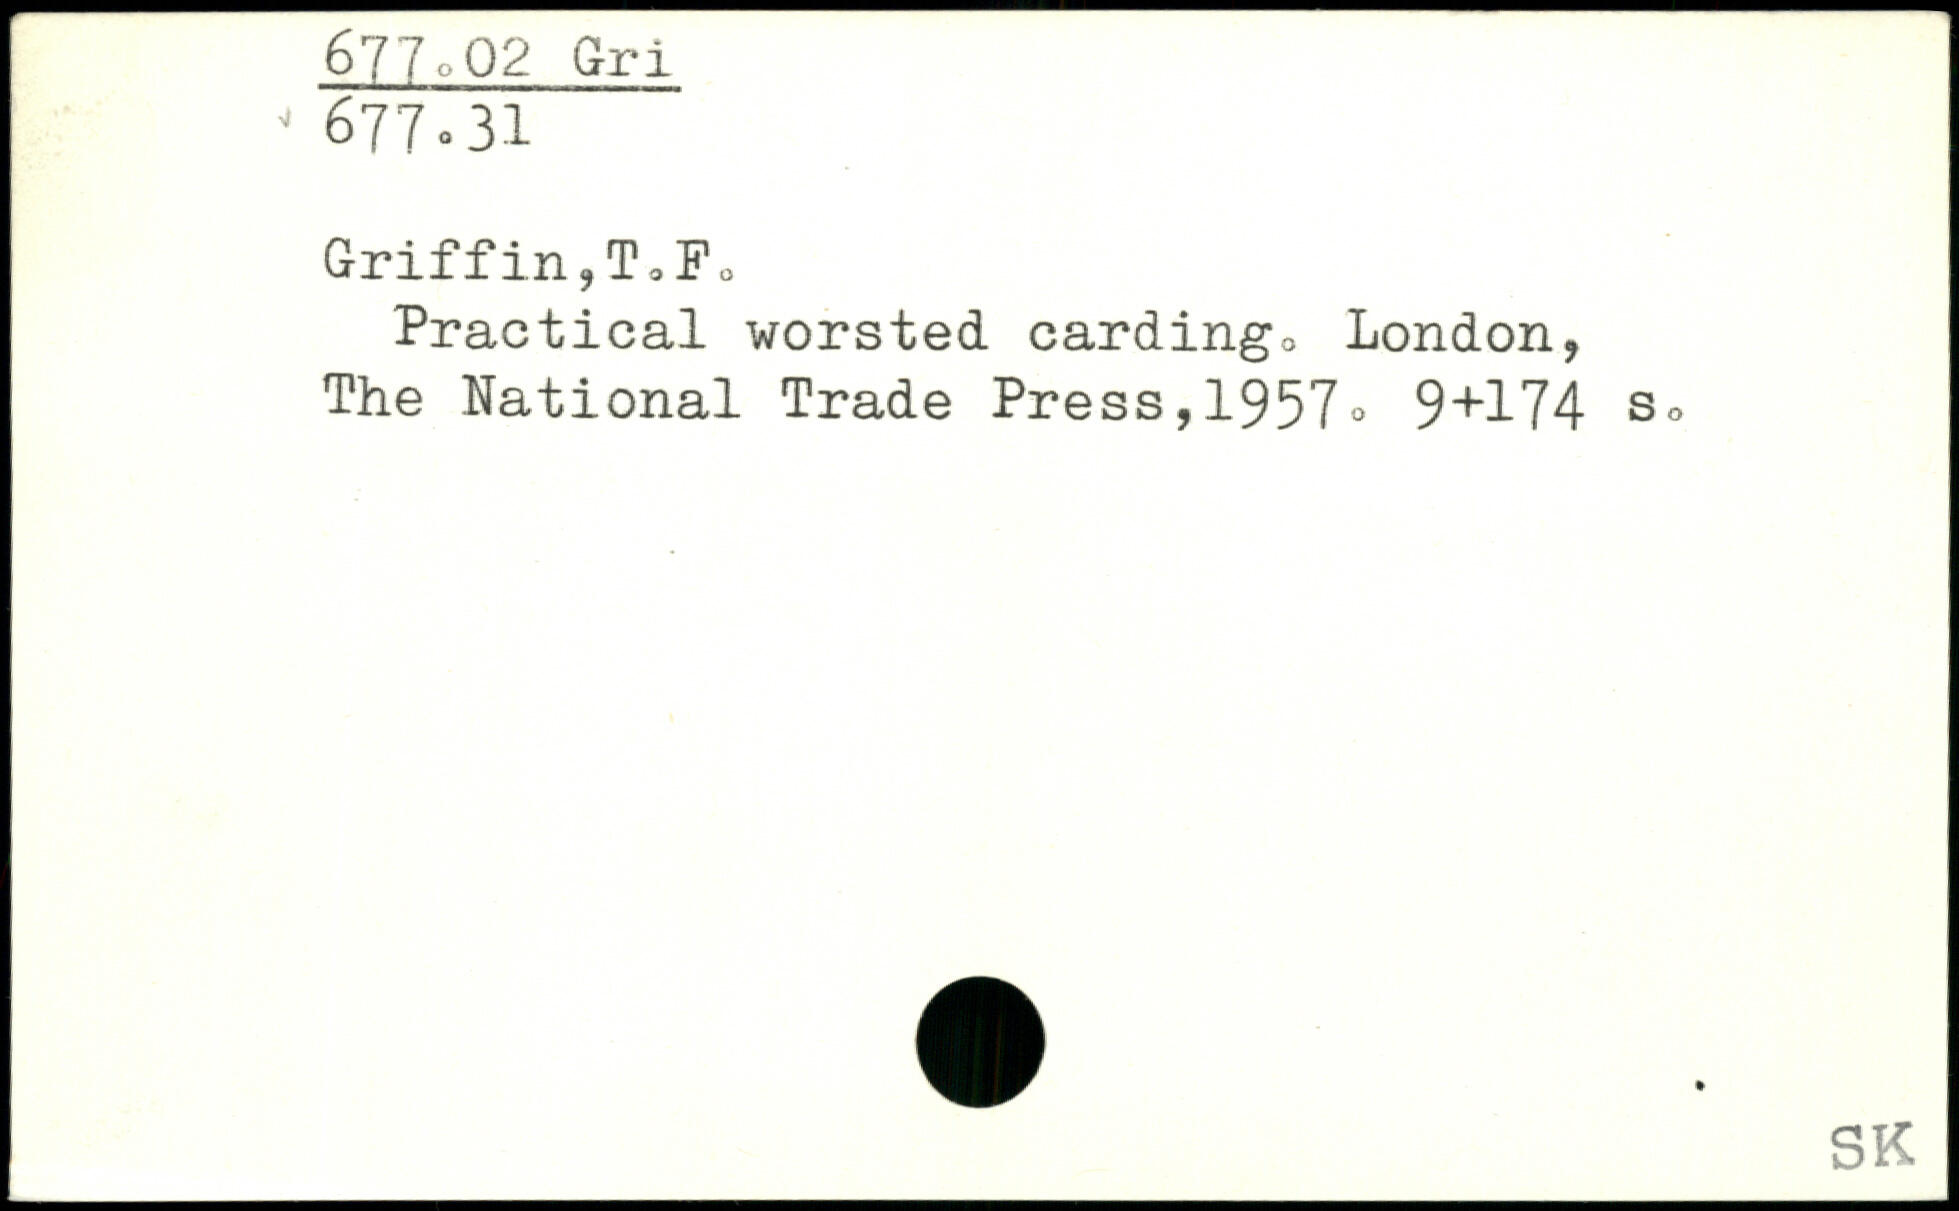 677.02 Gri
677.31
Griffin,T.F.
Practical worsted carding. London,
The National Trade Press,1957. 9+174 s.
SK